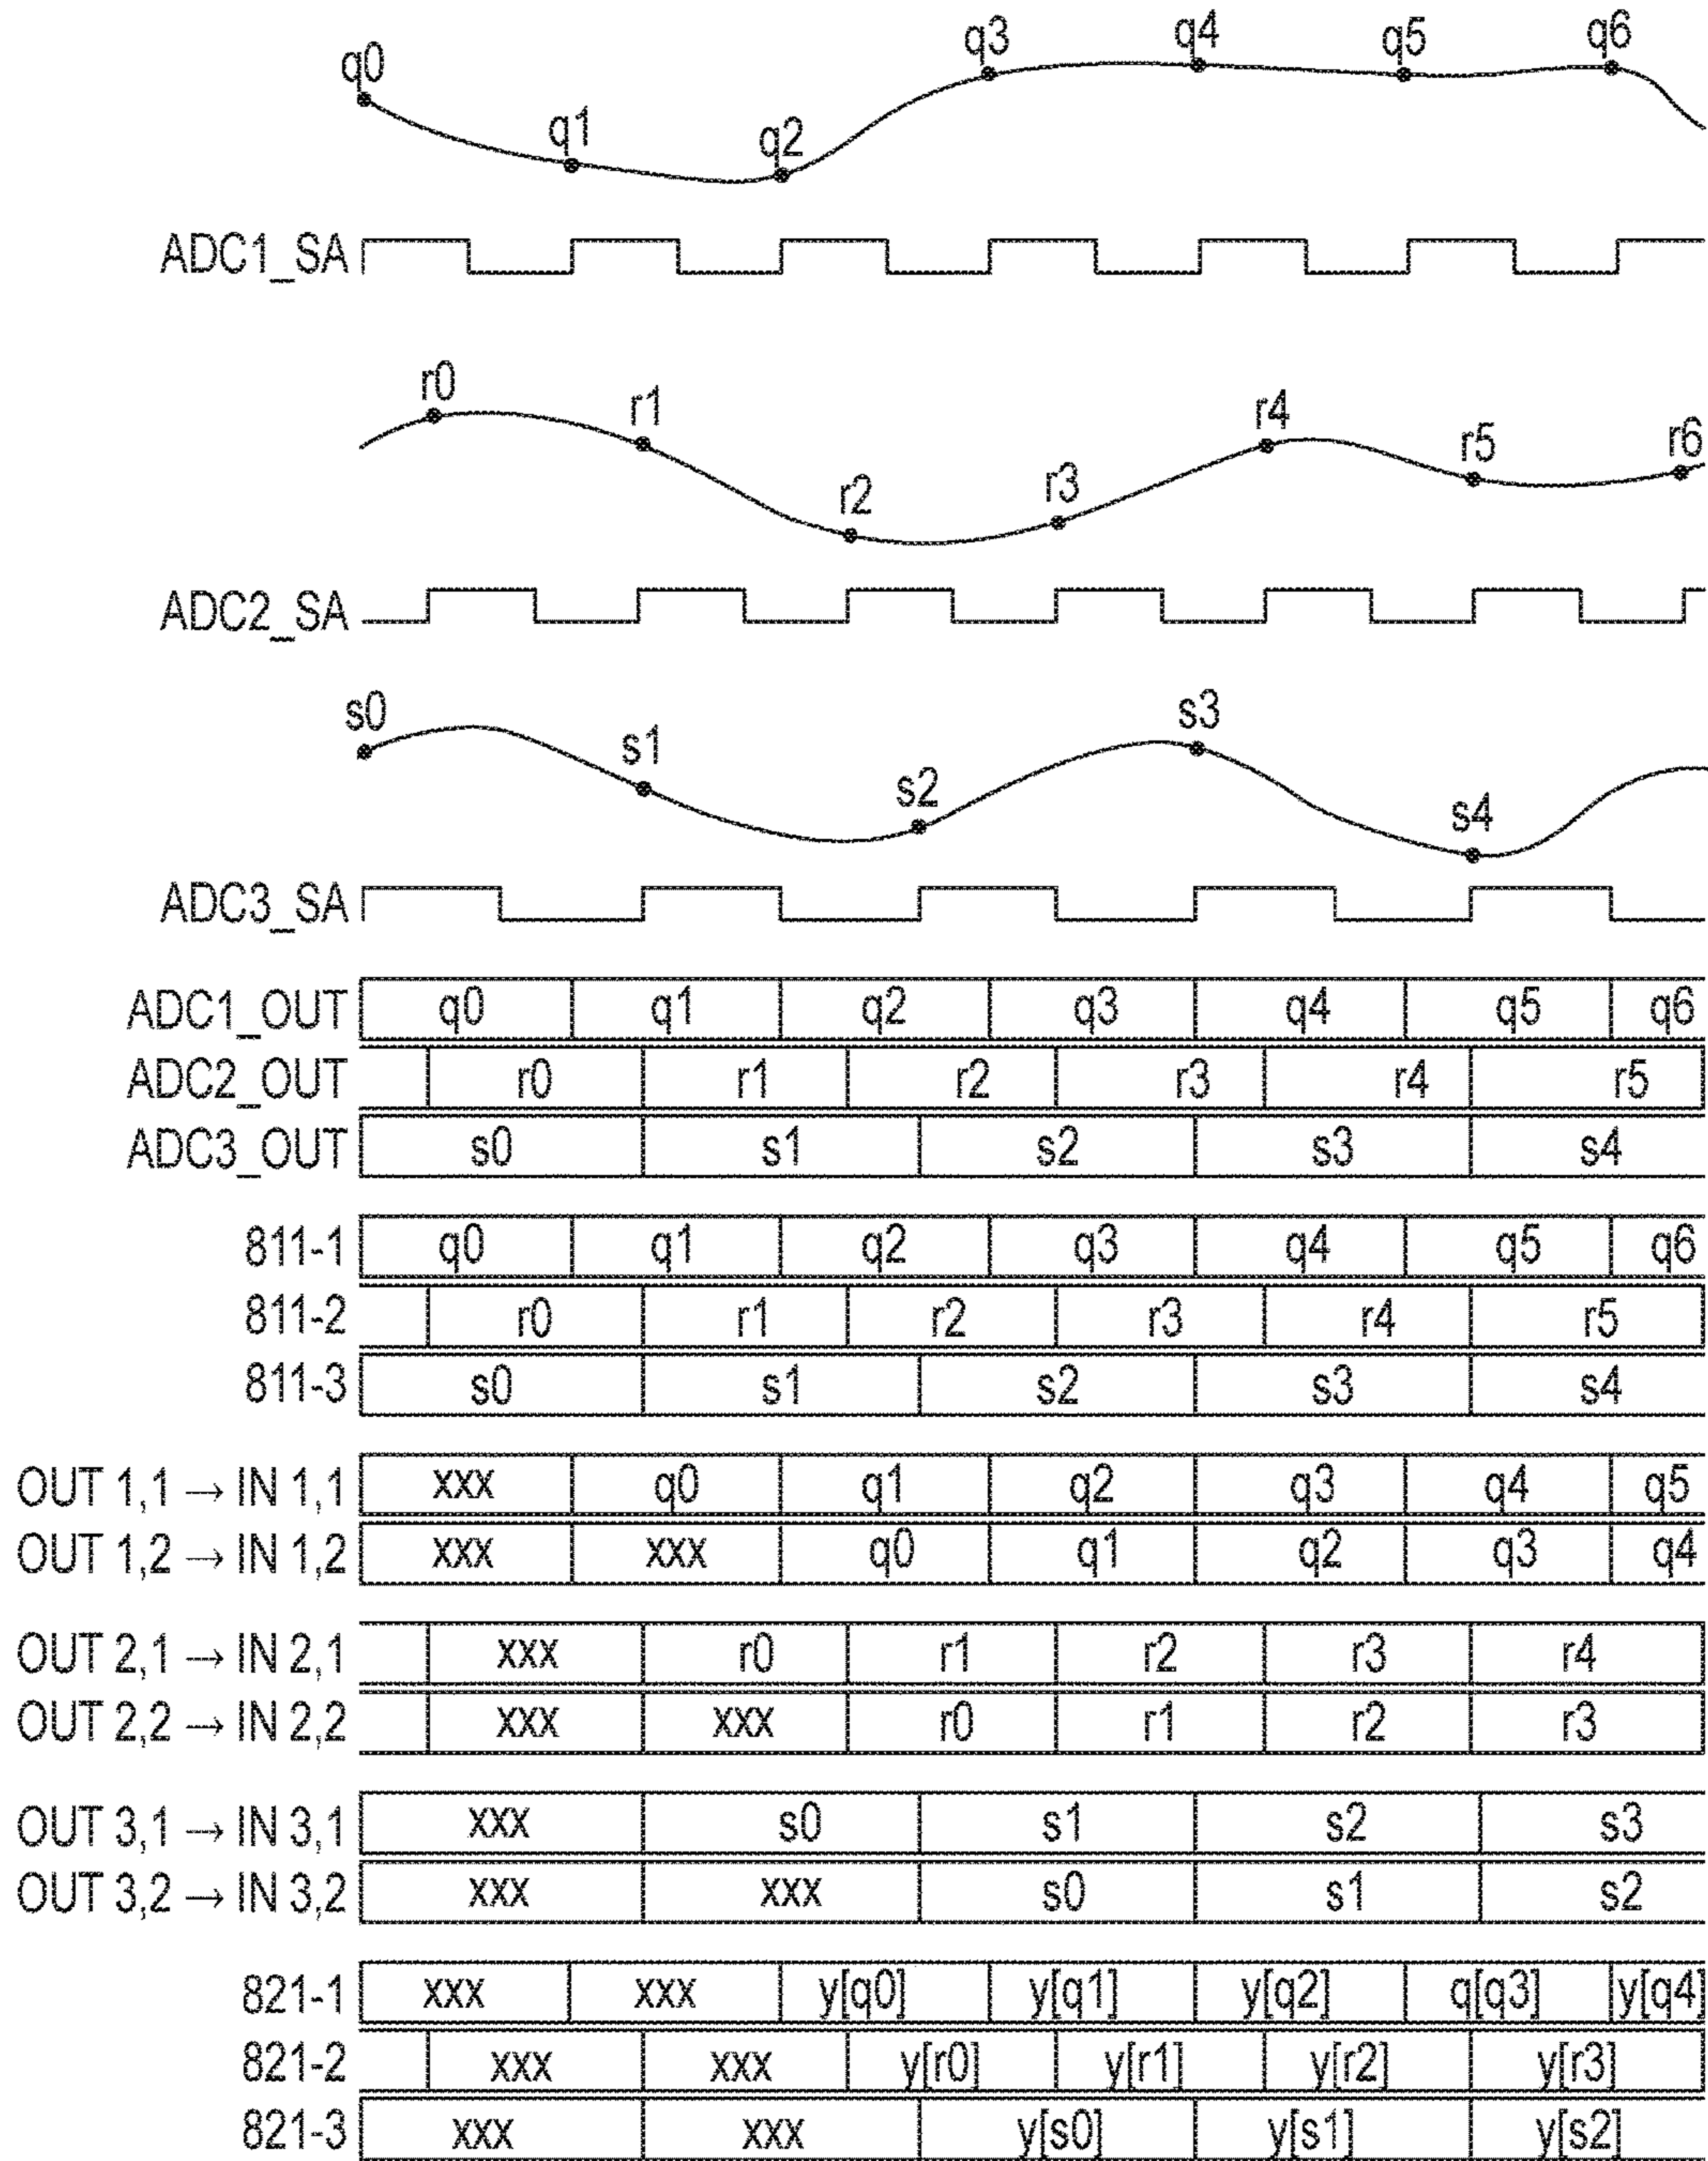 q0 q1 q2 q3 q4 q5 q6
ADC1_SA
r0 r1 r2 r3 r4 r5 r6
ADC2_SA
s0 s1 s2 s3 s4
ADC3_SA
ADC1_OUT q0 q1 q2 q3 q4 q5 q6
ADC2_OUT r0 r1 r2 r3 r4 r5
ADC3_OUT s0 s1 s2 s3 s4
811-1 q0 q1 q2 q3 q4 q5 q6
811-2 r0 r1 r2 r3 r4 r5
811-3 s0 s1 s2 s3 s4
OUT 1,1 → IN 1,1 xxx q0 q1 q2 q3 q4 q5
OUT 1,2 → IN 1,2 xxx xxx q0 q1 q2 q3 q4
OUT 2,1 → IN 2,1 xxx r0 r1 r2 r3 r4
OUT 2,2 → IN 2,2 xxx xxx r0 r1 r2 r3
OUT 3,1 → IN 3,1 xxx s0 s1 s2 s3
OUT 3,2 → IN 3,2 xxx xxx s0 s1 s2
821-1 xxx xxx y[q0] y[q1] y[q2] q[q3] y[q4]
821-2 xxx xxx y[r0] y[r1] y[r2] y[r3]
821-3 xxx xxx y[s0] y[s1] y[s2]